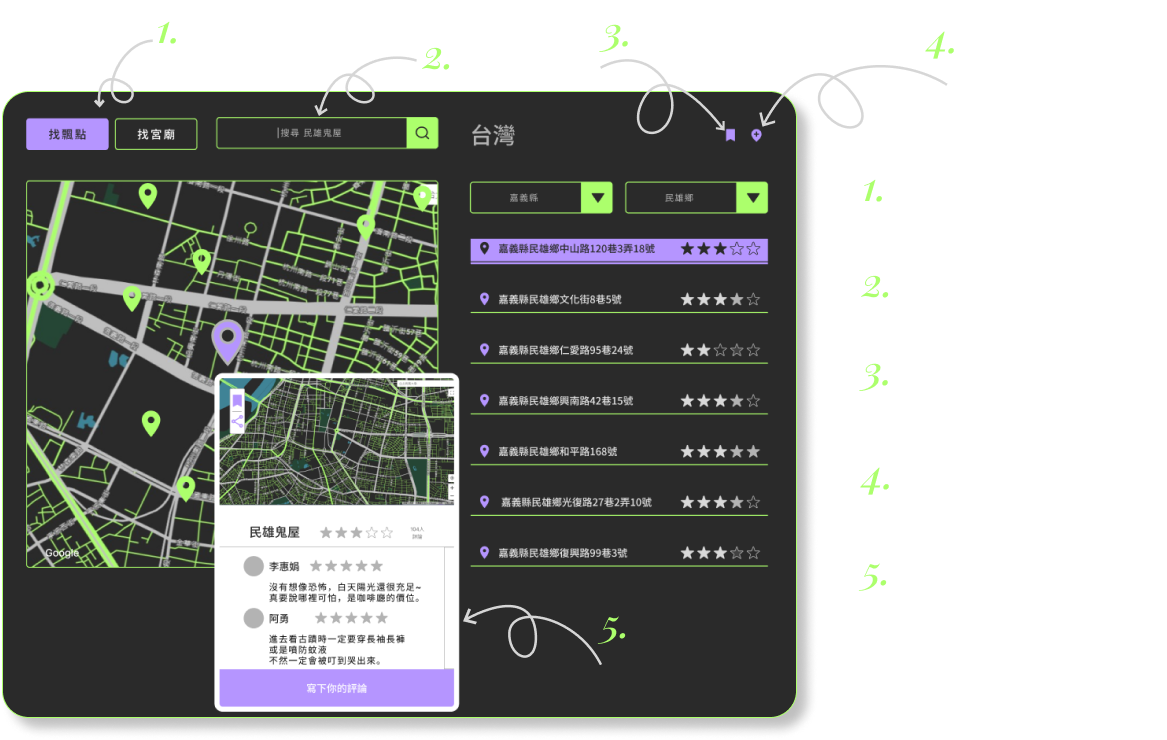 1.
2.
3.
4.
找飄點
找宮廟
搜尋 民雄鬼屋
台灣
嘉義縣
民雄鄉
嘉義縣民雄鄉中山路120巷3弄18號
嘉義縣民雄鄉文化街8巷5號
嘉義縣民雄鄉仁愛路95巷24號
嘉義縣民雄鄉興南路42巷15號
嘉義縣民雄鄉和平路168號
嘉義縣民雄鄉光復路27巷2弄10號
嘉義縣民雄鄉復興路99巷3號
Google
民雄鬼屋
104人
評論
李惠娟
沒有想像恐怖，白天陽光還很充足~
真要說哪裡可怕，是咖啡廳的價位。
阿勇
進去看古蹟時一定要穿長袖長褲
或是噴防蚊液
不然一定會被叮到哭出來。
寫下你的評論
5.
1.
2.
3.
4.
5.